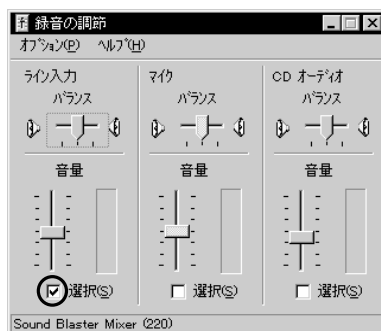 録音の調節
オプション(P) ヘルプ(H)
ライン入力 マイク CD オーディオ
バランス バランス バランス
音量 音量 音量
選択(S) 選択(S) 選択(S)
Sound Blaster Mixer (220)